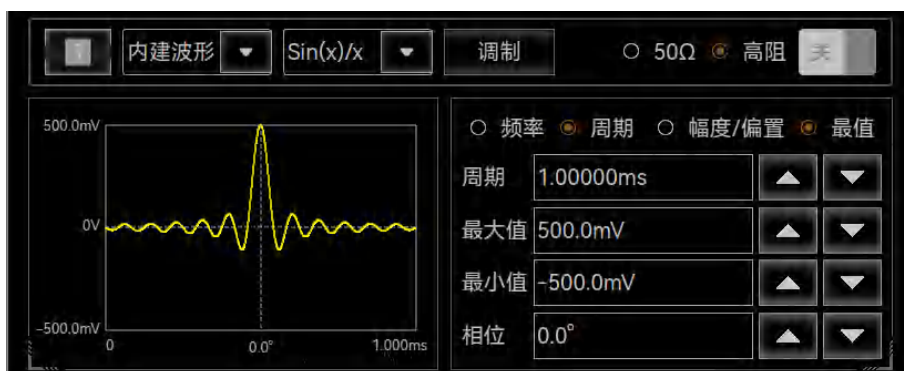 内建波形 Sin(x)/x 调制 50Ω 高阻 关
500.0mV
0V
-500.0mV
0 0.0° 1.000ms
频率 周期 幅度/偏置 最值
周期 1.00000ms
最大值 500.0mV
最小值 -500.0mV
相位 0.0°